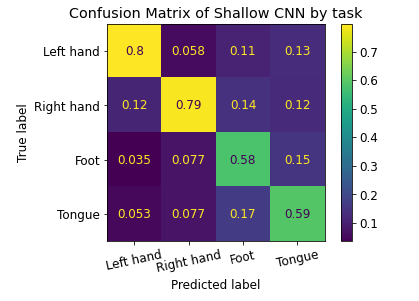 Confusion Matrix of Shallow CNN by task
True label
Left hand 0.8 0.058 0.11 0.13
Right hand 0.12 0.79 0.14 0.12
Foot 0.035 0.077 0.58 0.15
Tongue 0.053 0.077 0.17 0.59
Left hand Right hand Foot Tongue
Predicted label
0.7
0.6
0.5
0.4
0.3
0.2
0.1